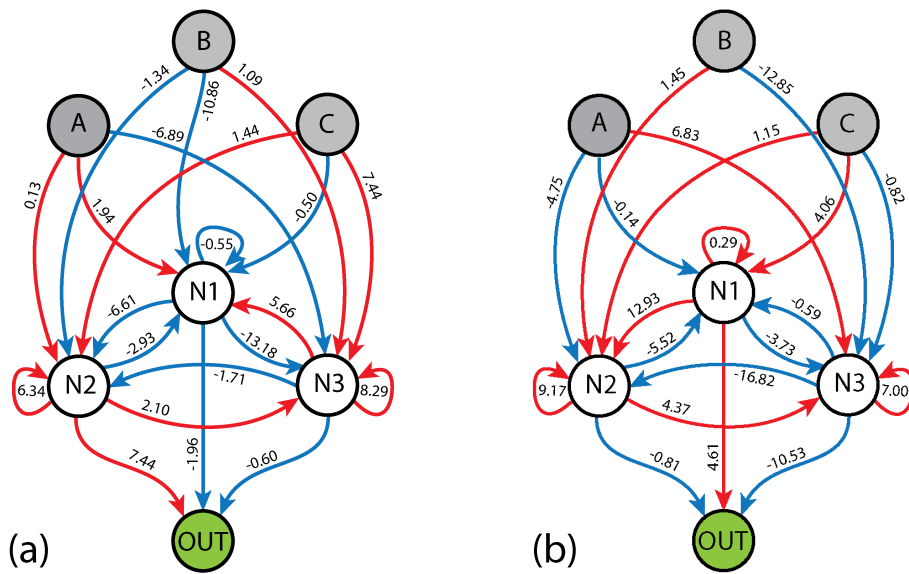 B
-1.34
1.09
-10.86
A
-6.89
1.44
C
0.13
1.94
-0.50
7.44
-0.55
N1
-6.61
5.66
-2.93
-13.18
-1.71
N2
6.34
N3
8.29
2.10
7.44
-1.96
-0.60
OUT
(a)
B
1.45
-12.85
A
6.83
1.15
C
-4.75
-0.14
4.06
-0.82
0.29
N1
12.93
-0.59
-5.52
-3.73
-16.82
N2
9.17
N3
7.00
4.37
-0.81
4.61
-10.53
OUT
(b)